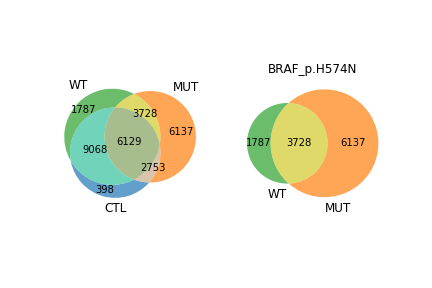 WT
MUT
1787
3728
6137
6129
9068
2753
398
CTL
BRAF_p.H574N
1787
3728
6137
WT
MUT